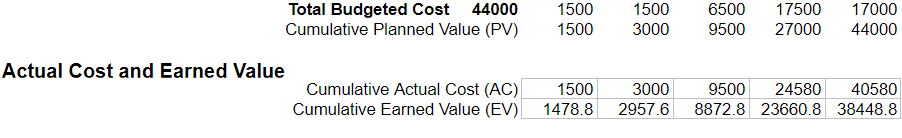 Total Budgeted Cost 44000 1500 1500 6500 17500 17000
Cumulative Planned Value (PV) 1500 3000 9500 27000 44000
Actual Cost and Earned Value
Cumulative Actual Cost (AC) 1500 3000 9500 24580 40580
Cumulative Earned Value (EV) 1478.8 2957.6 8872.8 23660.8 38448.8